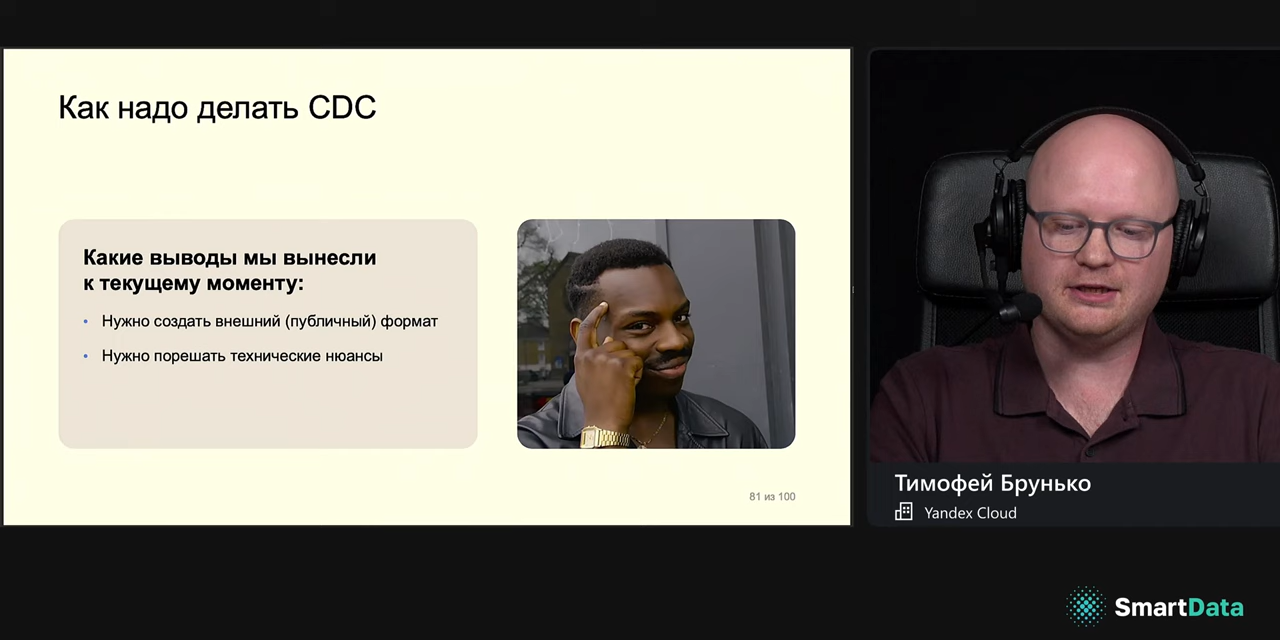 Как надо делать CDC
Какие выводы мы вынесли
к текущему моменту:
• Нужно создать внешний (публичный) формат
• Нужно порешать технические нюансы
81 из 100
Тимофей Брунько
Yandex Cloud
SmartData